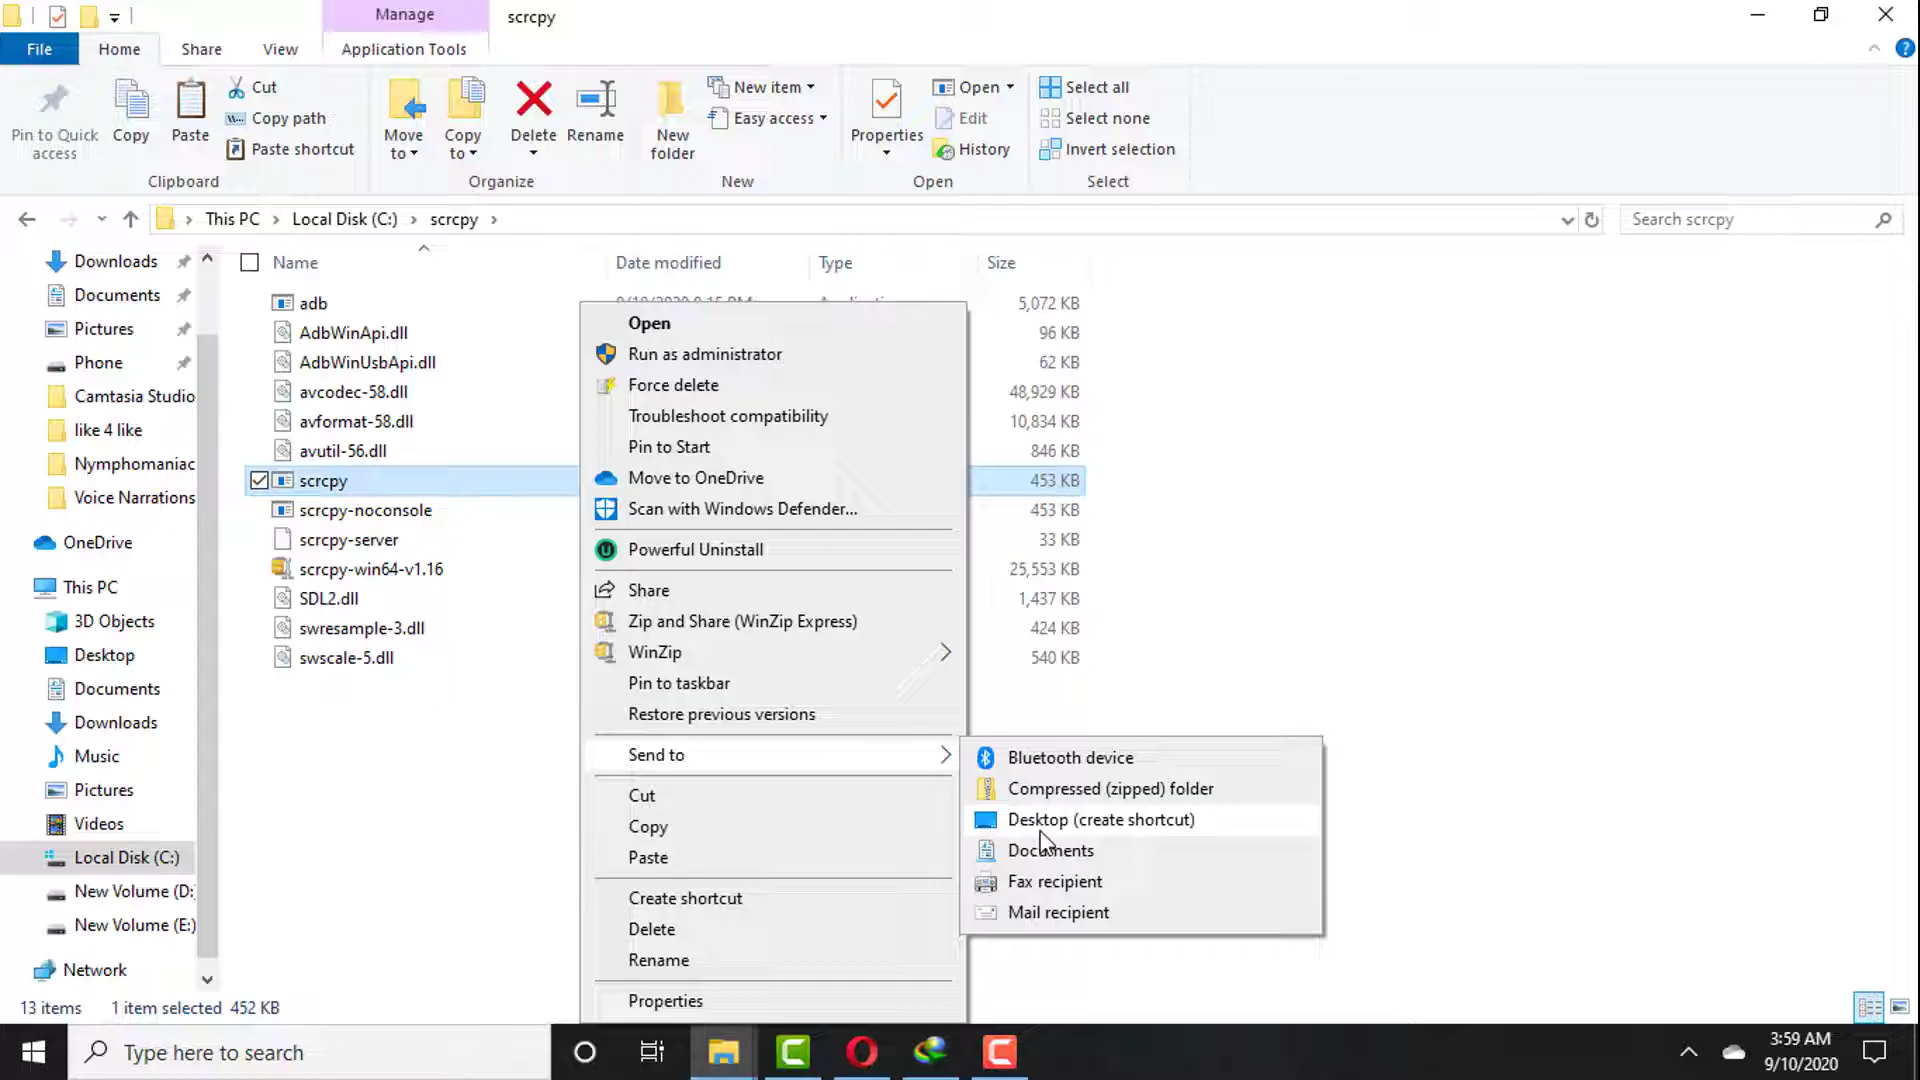 Manage
scrcpy
File
Home
Share
View
Application Tools
Pin to Quick access
Copy
Paste
Cut
Copy path
Paste shortcut
Clipboard
Move to
Copy to
Delete
Rename
Organize
New folder
New item
Easy access
New
Properties
Open
Edit
History
Open
Select all
Select none
Invert selection
Select
This PC
Local Disk (C:)
scrcpy
Search scrcpy
Downloads
Documents
Pictures
Phone
Camtasia Studio
like 4 like
Nymphomaniac
Voice Narrations
OneDrive
This PC
3D Objects
Desktop
Documents
Downloads
Music
Pictures
Videos
Local Disk (C:)
New Volume (D:
New Volume (E:)
Network
Name
Date modified
Type
Size
adb
5,072 KB
AdbWinApi.dll
96 KB
AdbWinUsbApi.dll
62 KB
avcodec-58.dll
48,929 KB
avformat-58.dll
10,834 KB
avutil-56.dll
846 KB
scrcpy
453 KB
scrcpy-noconsole
453 KB
scrcpy-server
33 KB
scrcpy-win64-v1.16
25,553 KB
SDL2.dll
1,437 KB
swresample-3.dll
424 KB
swscale-5.dll
540 KB
Open
Run as administrator
Force delete
Troubleshoot compatibility
Pin to Start
Move to OneDrive
Scan with Windows Defender...
Powerful Uninstall
Share
Zip and Share (WinZip Express)
WinZip
Pin to taskbar
Restore previous versions
Send to
Cut
Copy
Paste
Create shortcut
Delete
Rename
Properties
Bluetooth device
Compressed (zipped) folder
Desktop (create shortcut)
Documents
Fax recipient
Mail recipient
13 items
1 item selected 452 KB
Type here to search
3:59 AM
9/10/2020